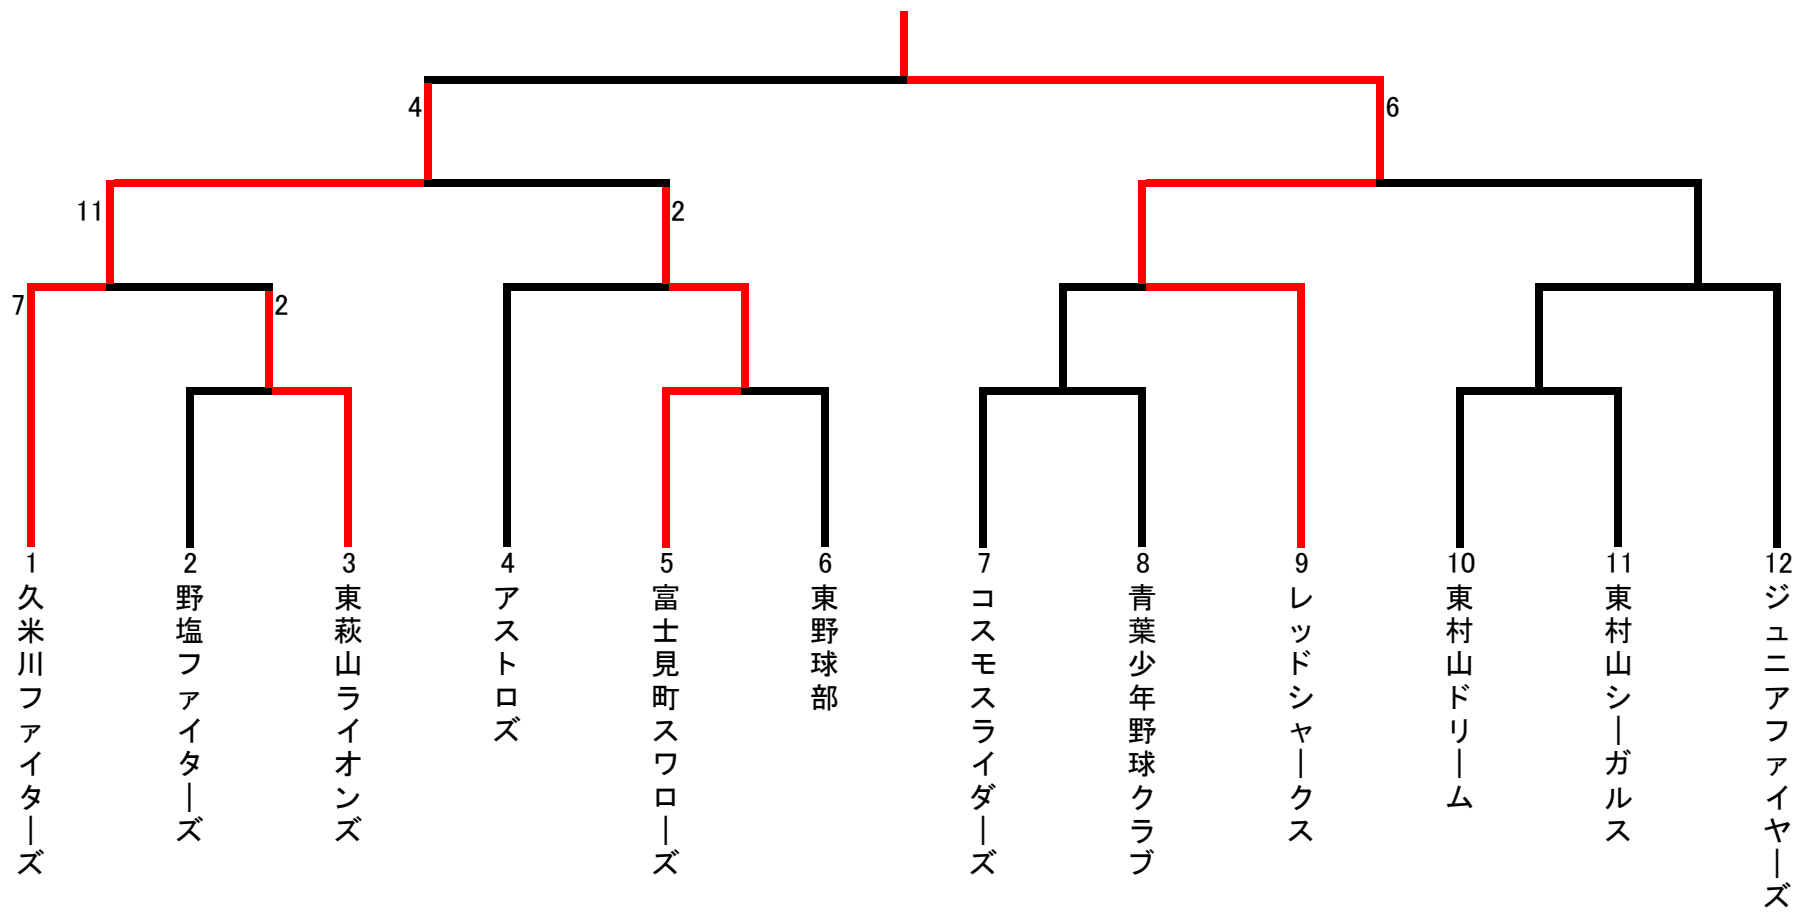 4
6
11
2
7
2
1
2
3
4
5
6
7
8
9
10
11
12
久米川ファイターズ
野塩ファイターズ
東萩山ライオンズ
アストロズ
富士見町スワローズ
東野球部
コスモスライダーズ
青葉少年野球クラブ
レッドシャークス
東村山ドリーム
東村山シーガルス
ジュニアファイヤーズ